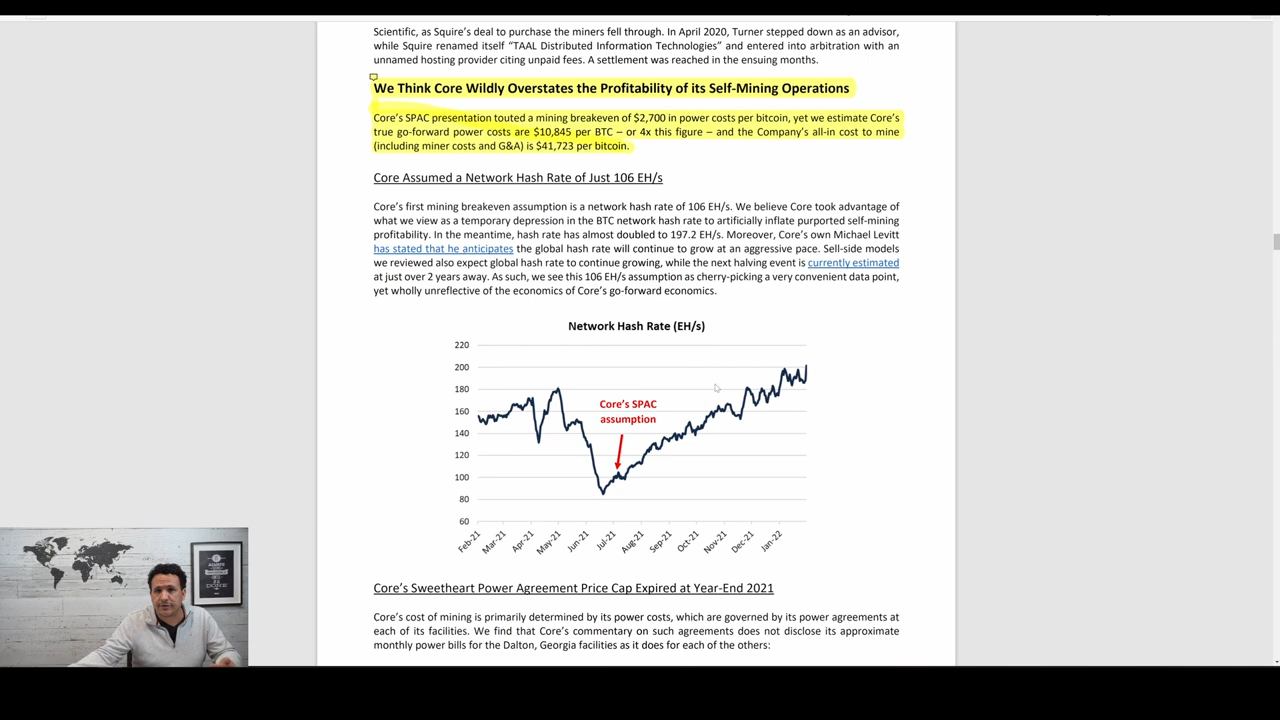 Scientific, as Squire's deal to purchase the miners fell through. In April 2020, Turner stepped down as an advisor,
while Squire renamed itself “TAAL Distributed Information Technologies” and entered into arbitration with an
unnamed hosting provider citing unpaid fees. A settlement was reached in the ensuing months.
We Think Core Wildly Overstates the Profitability of its Self-Mining Operations
Core's SPAC presentation touted a mining breakeven of $2,700 in power costs per bitcoin, yet we estimate Core's
true go-forward power costs are $10,845 per BTC – or 4x this figure – and the Company's all-in cost to mine
(including miner costs and G&A) is $41,723 per bitcoin.
Core Assumed a Network Hash Rate of Just 106 EH/s
Core's first mining breakeven assumption is a network hash rate of 106 EH/s. We believe Core took advantage of
what we view as a temporary depression in the BTC network hash rate to artificially inflate purported self-mining
profitability. In the meantime, hash rate has almost doubled to 197.2 EH/s. Moreover, Core's own Michael Levitt
has stated that he anticipates the global hash rate will continue to grow at an aggressive pace. Sell-side models
we reviewed also expect global hash rate to continue growing, while the next halving event is currently estimated
at just over 2 years away. As such, we see this 106 EH/s assumption as cherry-picking a very convenient data point,
yet wholly unreflective of the economics of Core's go-forward economics.
Network Hash Rate (EH/s)
220
200
180
160
140
120
100
80
60
Core's SPAC
assumption
Feb-21
Mar-21
Apr-21
May-21
Jun-21
Jul-21
Aug-21
Sep-21
Oct-21
Nov-21
Dec-21
Jan-22
Core's Sweetheart Power Agreement Price Cap Expired at Year-End 2021
Core's cost of mining is primarily determined by its power costs, which are governed by its power agreements at
each of its facilities. We find that Core's commentary on such agreements does not disclose its approximate
monthly power bills for the Dalton, Georgia facilities as it does for each of the others: